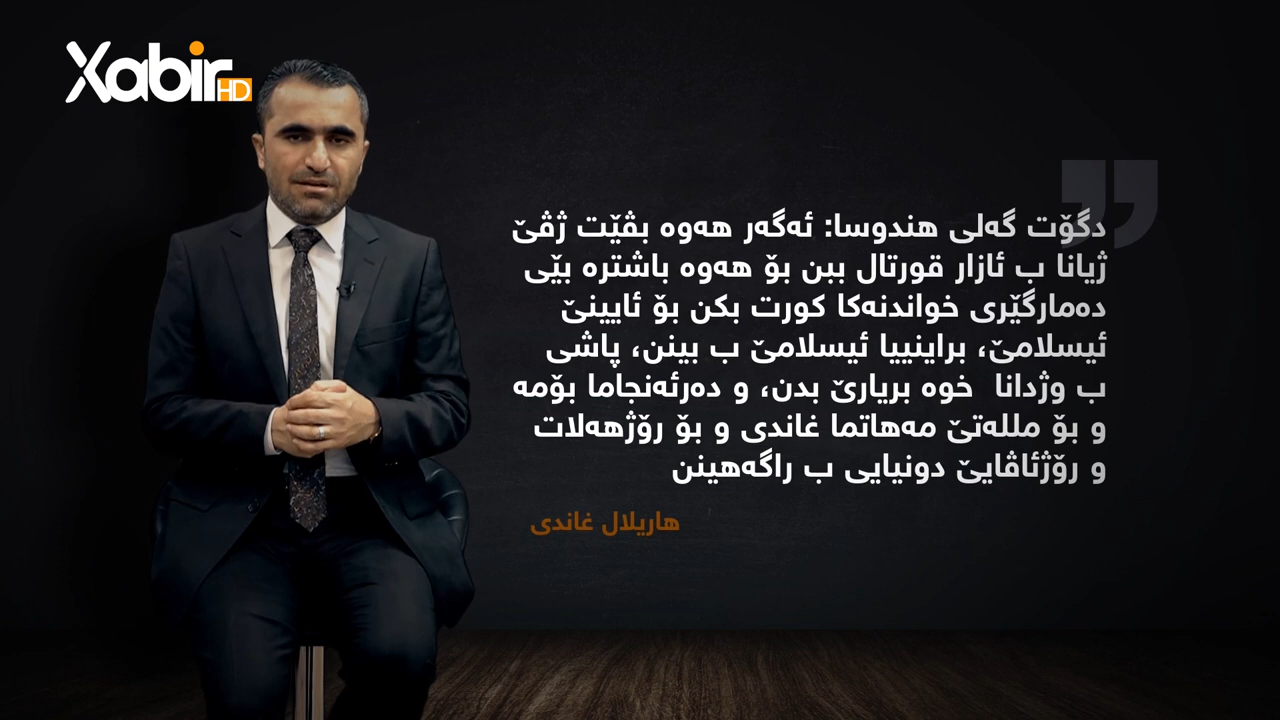 Xabir HD
دگۆت گەلی هندوسا: ئەگەر هەوە بڤێت ژڤێ
ژیانا ب ئازار قورتال ببن بۆ هەوە باشترە بێی
دەمارگێری خواندنەکا کورت بکن بۆ ئایینێ
ئیسلامێ، براینییا ئیسلامێ ب بینن، پاشی
ب وژدانا خوە بریارێ بدن، و دەرئەنجاما بۆمە
و بۆ مللەتێ مەهاتما غاندی و بۆ رۆژهەلات
و رۆژئاڤایێ دونیایی ب راگەهینن
هاریلال غاندی